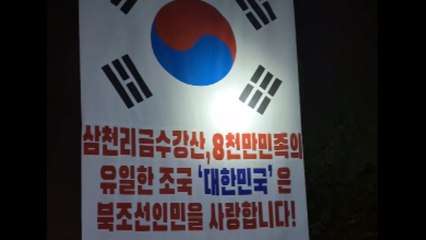 삼천리금수강산, 8천만민족의
유일한 조국 '대한민국'은
북조선인민을 사랑합니다!